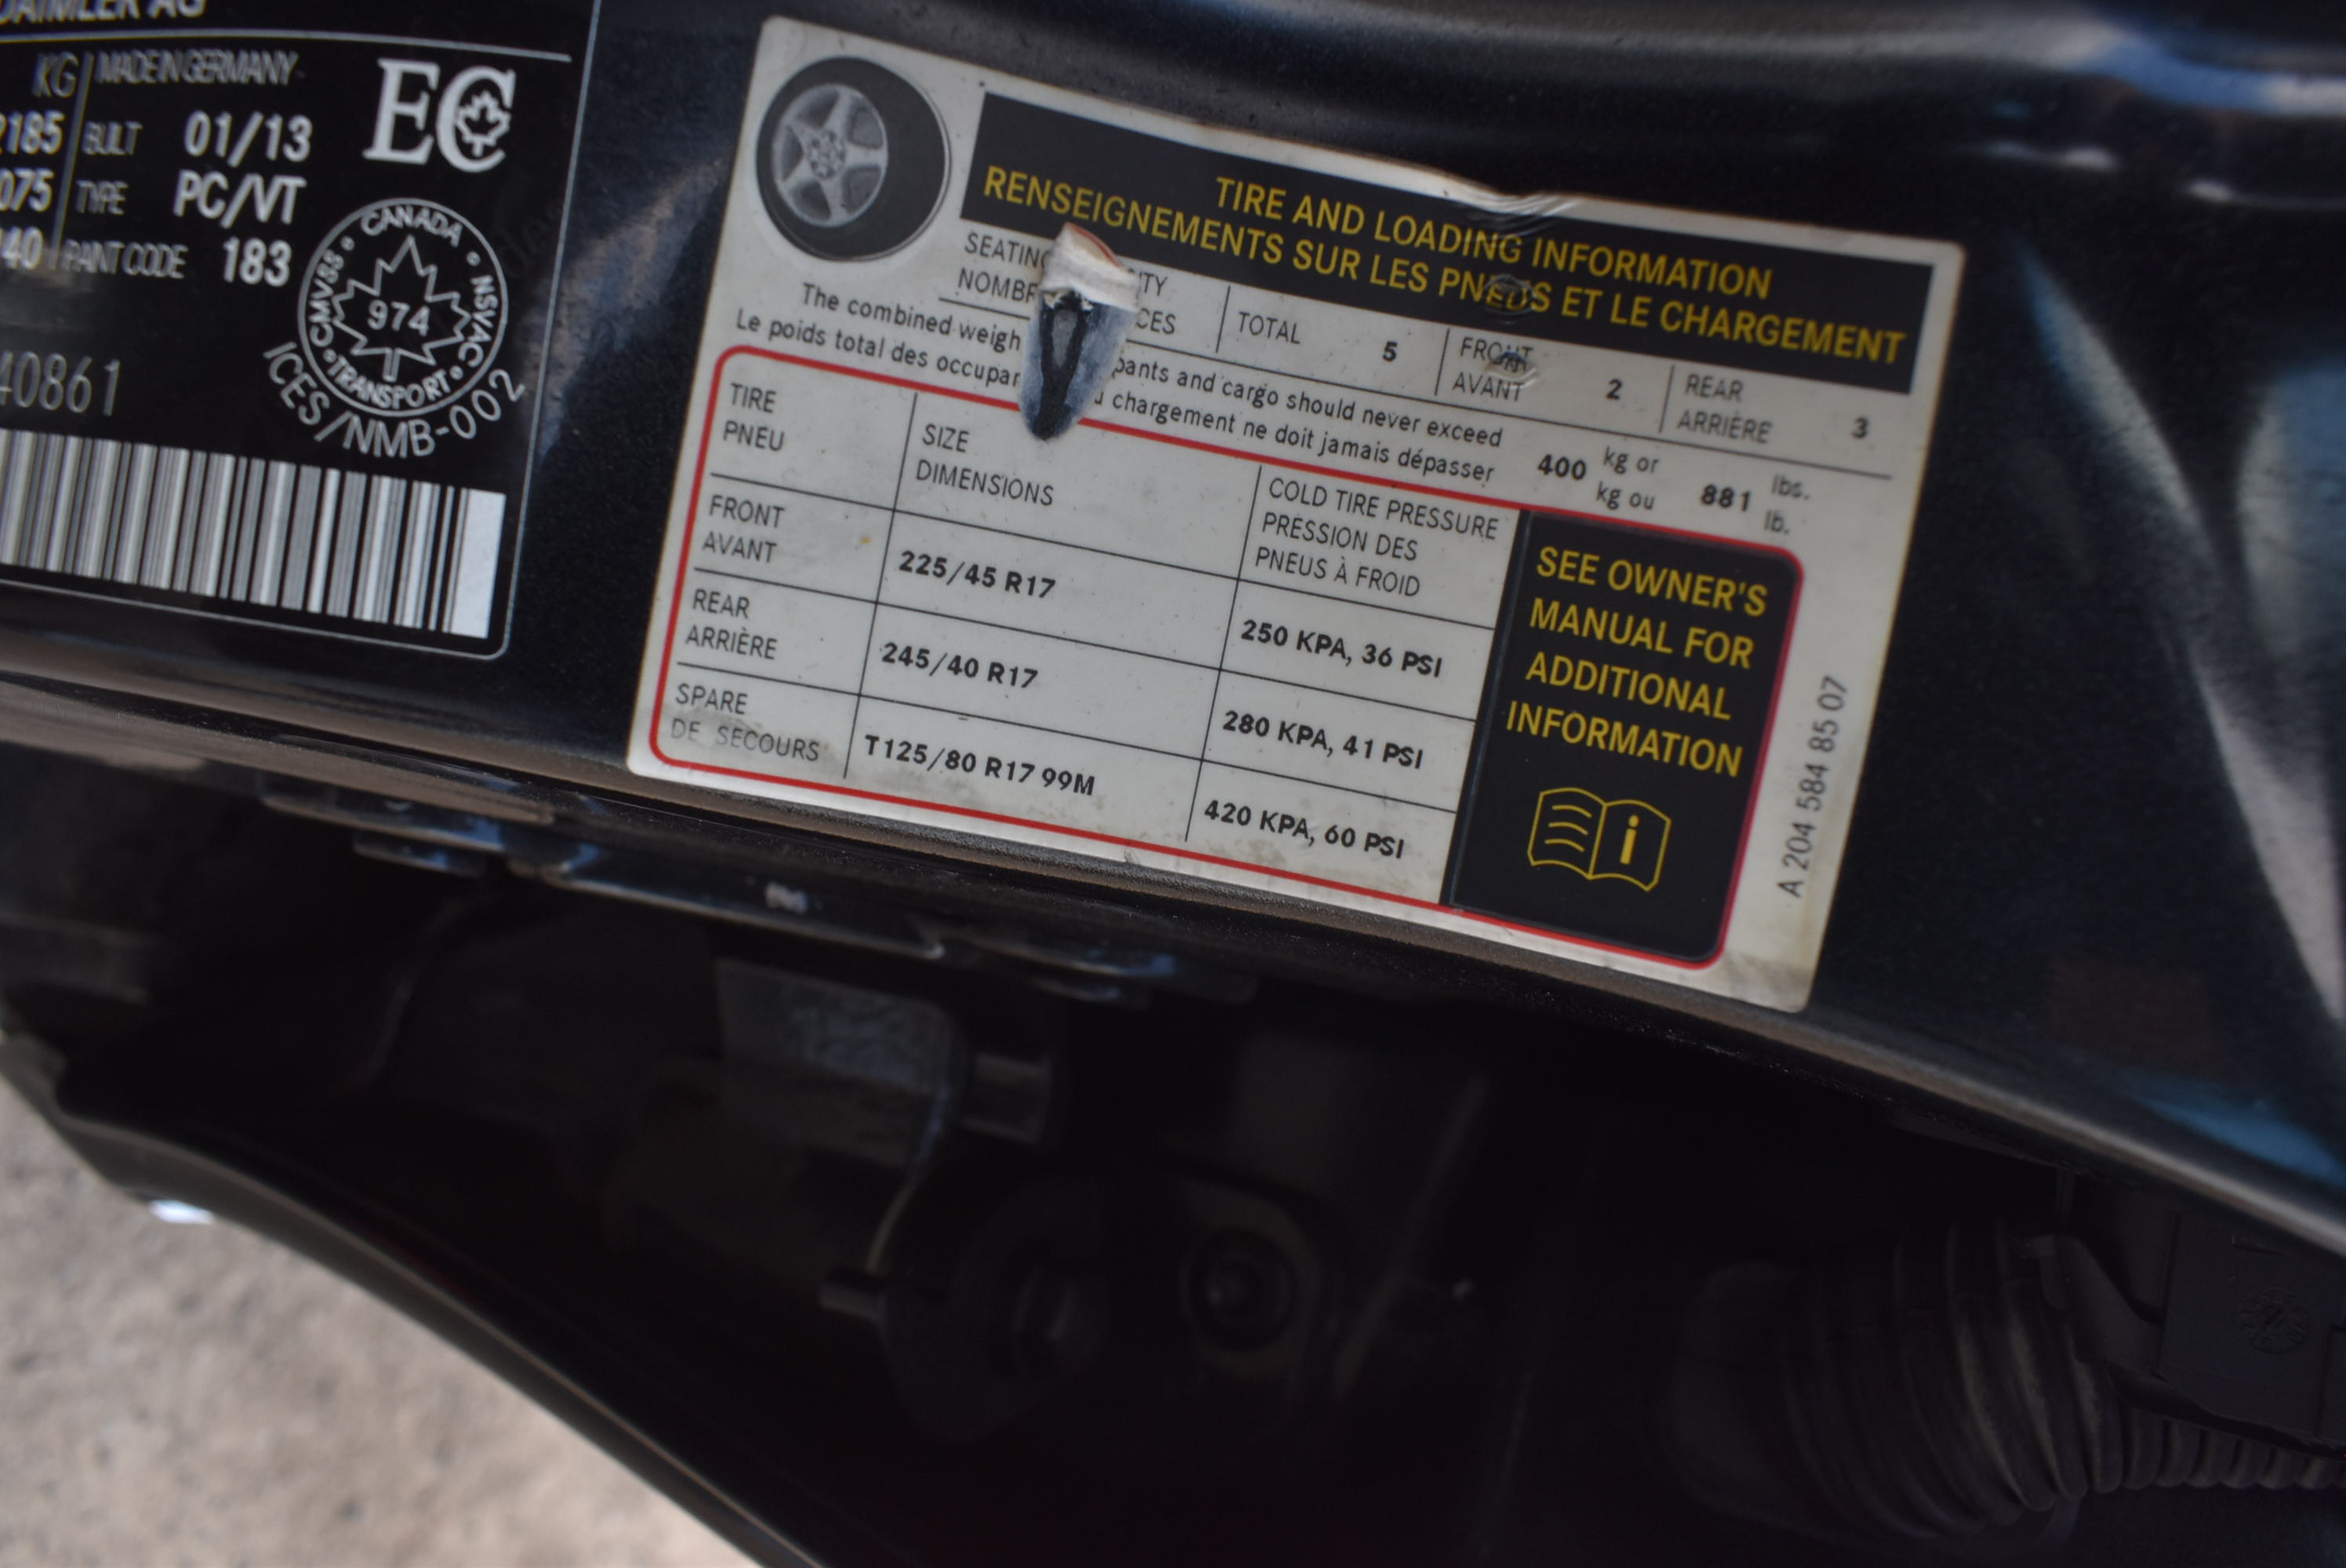 DAIMLER AG
KG MADE IN GERMANY
2185 BUILT 01/13
075 TYPE PC/VT
40 PAINT CODE 183
EC
CANADA
CMVSS • NSVAC
974
TRANSPORT
ICES/NMB-002
40861
TIRE AND LOADING INFORMATION
RENSEIGNEMENTS SUR LES PNEUS ET LE CHARGEMENT
SEATING ITY
NOMBR CES
TOTAL 5
FRONT
AVANT 2
REAR
ARRIÈRE 3
The combined weigh pants and cargo should never exceed
Le poids total des occupan u chargement ne doit jamais dépasser
400 kg or
kg ou
881 lbs.
lb.
TIRE
PNEU
SIZE
DIMENSIONS
COLD TIRE PRESSURE
PRESSION DES
PNEUS À FROID
FRONT
AVANT
225/45 R17
250 KPA, 36 PSI
REAR
ARRIÈRE
245/40 R17
280 KPA, 41 PSI
SPARE
DE SECOURS
T125/80 R17 99M
420 KPA, 60 PSI
SEE OWNER'S
MANUAL FOR
ADDITIONAL
INFORMATION
i
A 204 584 85 07